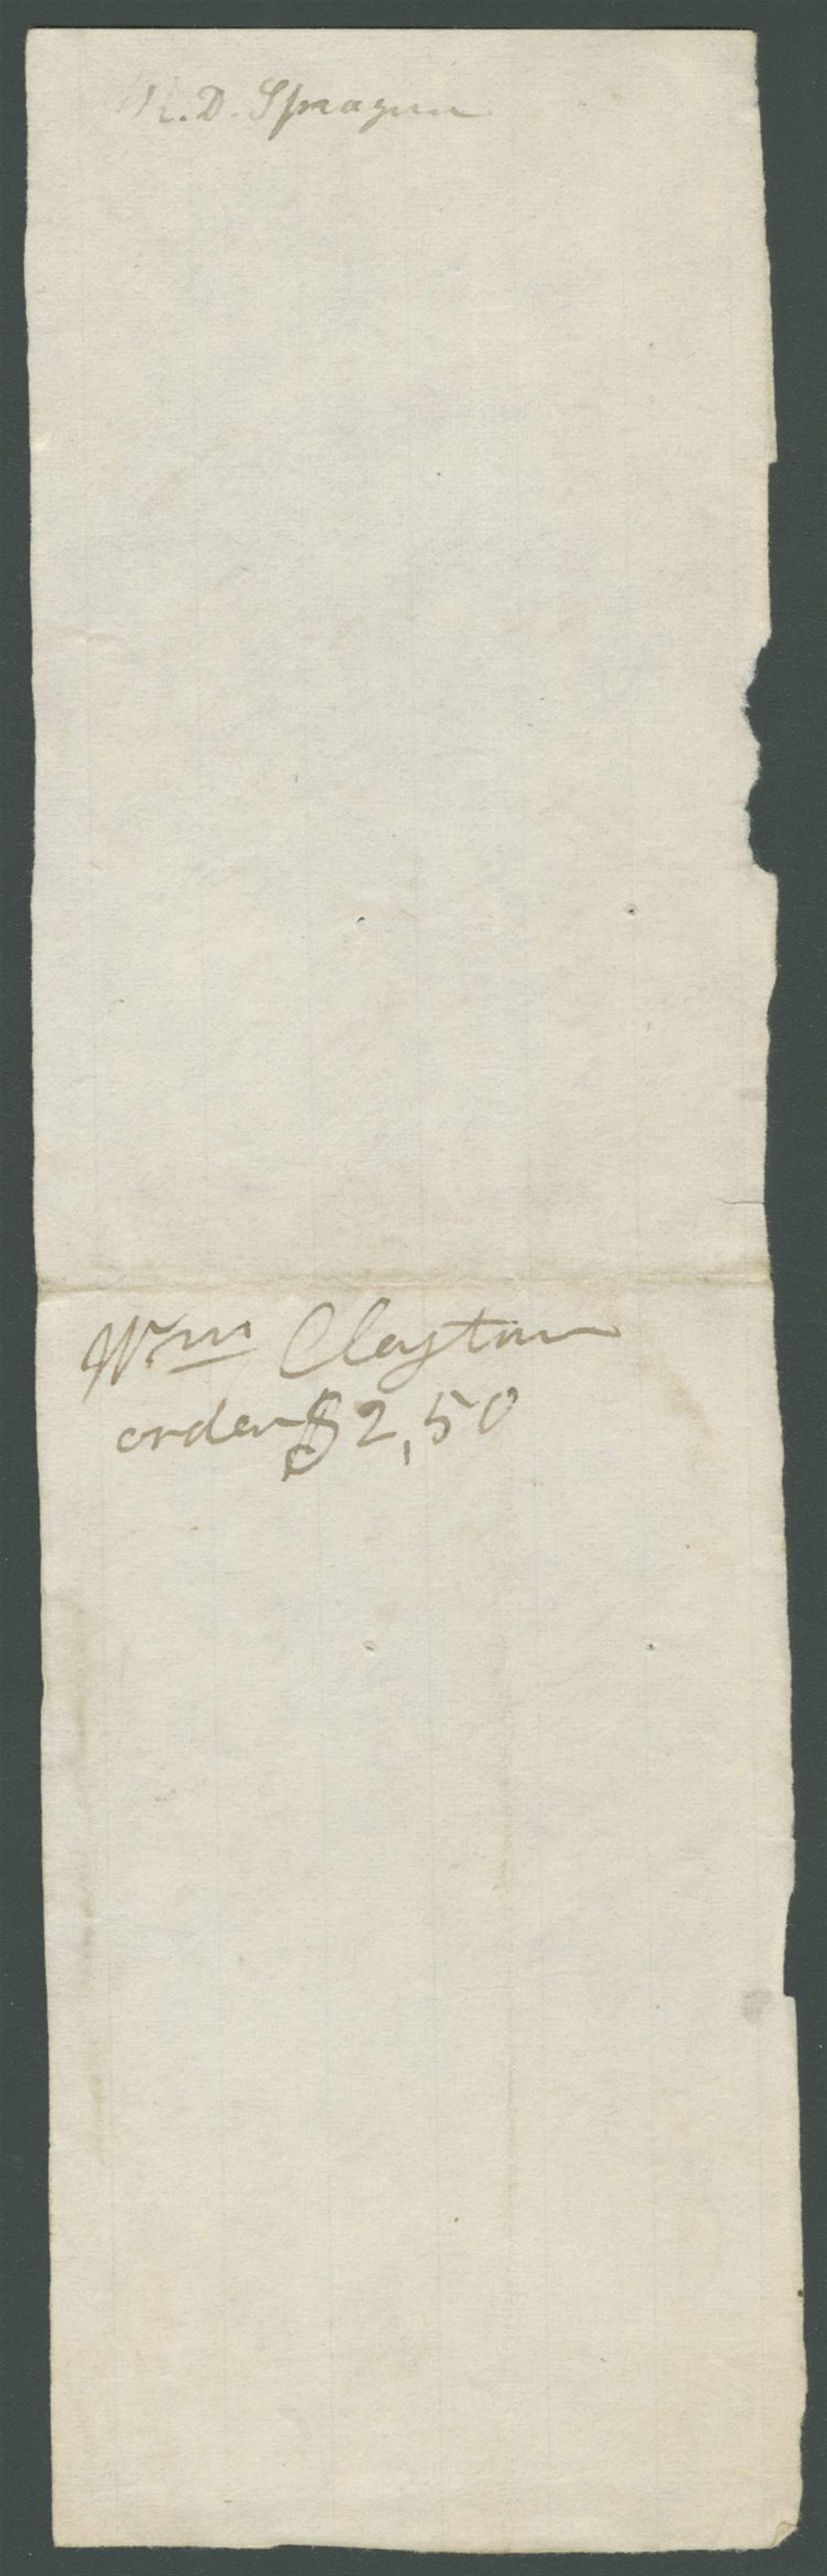 R. D. Sprague
Wm Clayton
order $2,50